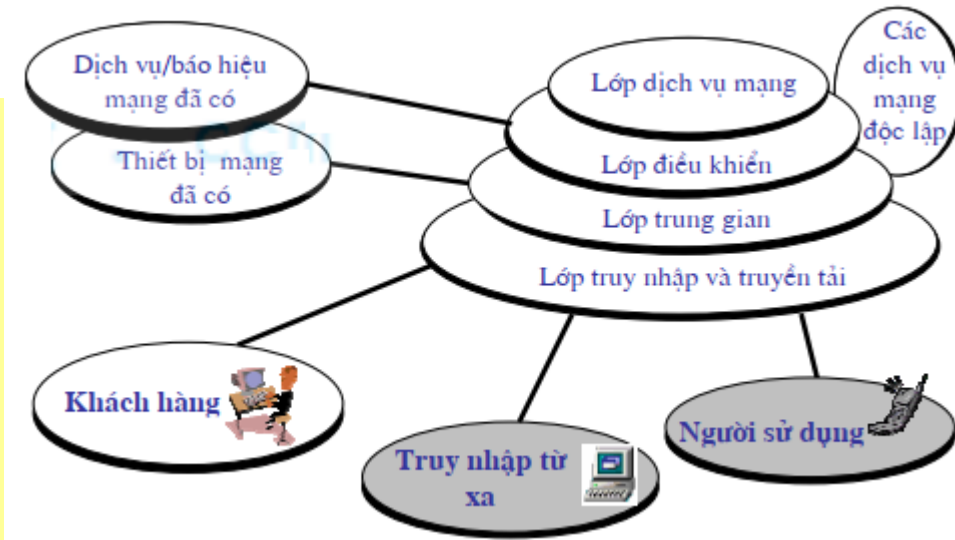 Dịch vụ/báo hiệu
mạng đã có
Thiết bị mạng
đã có
Lớp dịch vụ mạng
Lớp điều khiển
Lớp trung gian
Lớp truy nhập và truyền tải
Các
dịch vụ
mạng
độc lập
Khách hàng
Truy nhập từ
xa
Người sử dụng